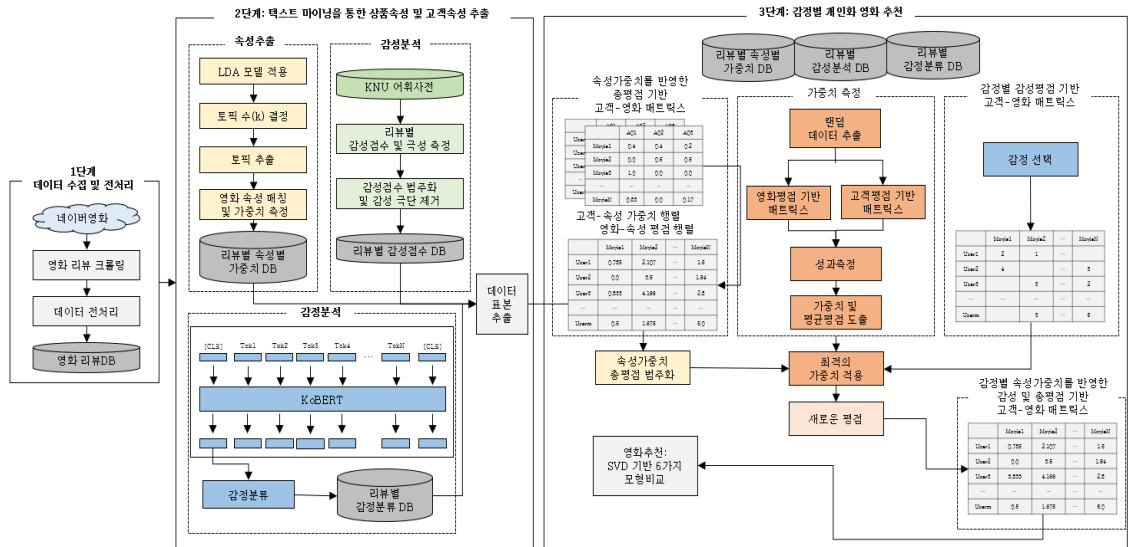 1단계
데이터 수집 및 전처리
네이버영화
영화 리뷰 크롤링
데이터 전처리
영화 리뷰DB
2단계: 텍스트 마이닝을 통한 상품속성 및 고객속성 추출
속성추출
LDA 모델 적용
토픽 수(k) 결정
토픽 추출
영화 속성 매칭
및 가중치 측정
리뷰별 속성별
가중치 DB
감성분석
KNU 어휘사전
리뷰별
감성점수 및 극성 측정
감성점수 범주화
및 감성 극단 제거
리뷰별 감성점수 DB
감정분석
[CLS] Tok1 Tok2 Tok3 Tok4 ... TokN [CLS]
KoBERT
감정분류
리뷰별
감정분류 DB
데이터
표본
추출
3단계: 감정별 개인화 영화 추천
리뷰별 속성별
가중치 DB
리뷰별
감성분석 DB
리뷰별
감정분류 DB
속성가중치를 반영한
총평점 기반
고객-영화 매트릭스
AQ1 AQ2 AQ3
Movie1 0.4 0.4 0.2
Movie2 0.0 0.5 0.5
Movie3 1.0 0.0 0.0
... ... ... ...
MovieN 0.83 0.0 0.17
고객-속성 가중치 행렬
영화-속성 평점 행렬
Movie1 Movie2 ... MovieN
User1 0.785 2.107 ... 1.5
User2 0.0 3.5 ... 1.94
User3 0.833 4.166 ... 2.8
... ... ... ...
Userm 0.5 1.675 ... 5.0
속성가중치
총평점 범주화
가중치 측정
랜덤
데이터 추출
영화평점 기반
매트릭스
고객평점 기반
매트릭스
성과측정
가중치 및
평균평점 도출
최적의
가중치 적용
새로운 평점
감정별 감성평점 기반
고객-영화 매트릭스
감정 선택
Movie1 Movie2 ... MovieN
User1 2 1 ...
User2 4 ... 3
User3 3 ... 2
... ... ... ...
Userm 3 ... 5
감정별 속성가중치를 반영한
감성 및 총평점 기반
고객-영화 매트릭스
Movie1 Movie2 ... MovieN
User1 0.785 2.107 ... 1.5
User2 0.0 3.5 ... 1.94
User3 3.833 4.166 ... 2.8
... ... ... ...
Userm 0.5 1.675 ... 5.0
영화추천:
SVD 기반 6가지
모형비교